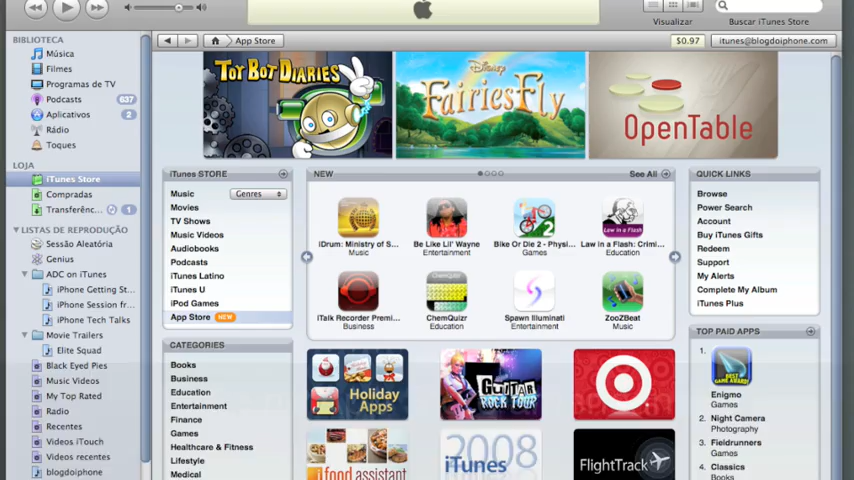 Visualizar
Buscar iTunes Store
App Store
$0.97
itunes@blogdoiphone.com
BIBLIOTECA
Música
Filmes
Programas de TV
Podcasts
637
Aplicativos
2
Rádio
Toques
LOJA
iTunes Store
Compradas
Transferênc...
1
LISTAS DE REPRODUÇÃO
Sessão Aleatória
Genius
ADC on iTunes
iPhone Getting St...
iPhone Session fr...
iPhone Tech Talks
Movie Trailers
Elite Squad
Black Eyed Pies
Music Videos
My Top Rated
Radio
Recentes
Videos iTouch
Videos recentes
blogdoiphone
TOY BOT DIARIES
Disney
FAIRIESFLY
OPENTABLE
iTunes STORE
Music
Genres
Movies
TV Shows
Music Videos
Audiobooks
Podcasts
iTunes Latino
iTunes U
iPod Games
App Store
NEW
CATEGORIES
Books
Business
Education
Entertainment
Finance
Games
Healthcare & Fitness
Lifestyle
Medical
NEW
See All
iDrum: Ministry of S...
Music
Be Like Lil' Wayne
Entertainment
2
Bike Or Die 2 - Physi...
Games
Law in a Flash
Law in a Flash: Crimi...
Education
iTalk Recorder Premi...
Business
CHEMQUIZR
ChemQuizr
Education
Spawn Illuminati
Entertainment
ZooZBeat
Music
Holiday
Apps
GUITAR
ROCK TOUR
food assistant
2008
iTunes
FlightTrack
QUICK LINKS
Browse
Power Search
Account
Buy iTunes Gifts
Redeem
Support
My Alerts
Complete My Album
iTunes Plus
TOP PAID APPS
1.
BEST
GAME AWARD!
Enigmo
Games
2. Night Camera
Photography
3. Fieldrunners
Games
4. Classics
Books